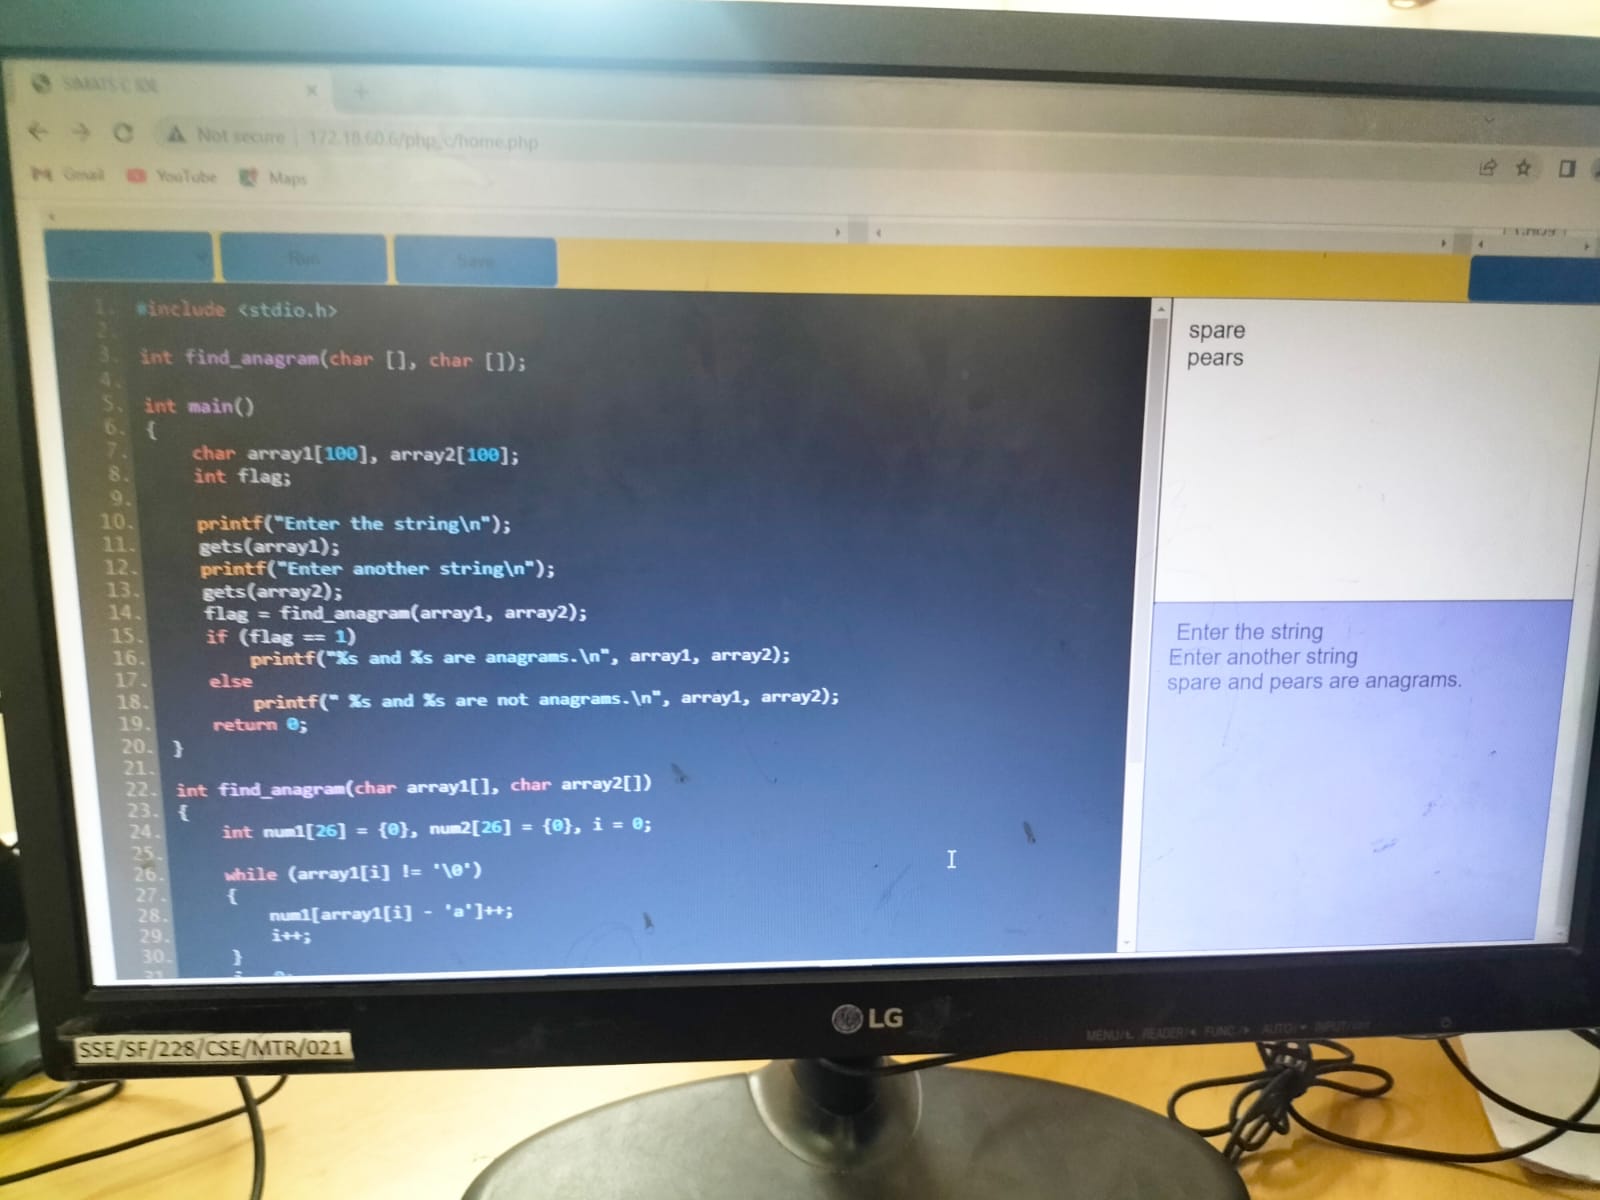 SIMATS C IDE
Not secure | 172.18.60.6/php_c/home.php
Gmail YouTube Maps
Run Save
1. #include <stdio.h>
2.
3. int find_anagram(char [], char []);
4.
5. int main()
6. {
7. char array1[100], array2[100];
8. int flag;
9.
10. printf("Enter the string\n");
11. gets(array1);
12. printf("Enter another string\n");
13. gets(array2);
14. flag = find_anagram(array1, array2);
15. if (flag == 1)
16. printf("%s and %s are anagrams.\n", array1, array2);
17. else
18. printf(" %s and %s are not anagrams.\n", array1, array2);
19. return 0;
20. }
21.
22. int find_anagram(char array1[], char array2[])
23. {
24. int num1[26] = {0}, num2[26] = {0}, i = 0;
25.
26. while (array1[i] != '\0')
27. {
28. num1[array1[i] - 'a']++;
29. i++;
30. }
31.
spare
pears
Enter the string
Enter another string
spare and pears are anagrams.
LG
MENU/ READER/ FUNC./ AUTO/ INPUT/
SSE/SF/228/CSE/MTR/021